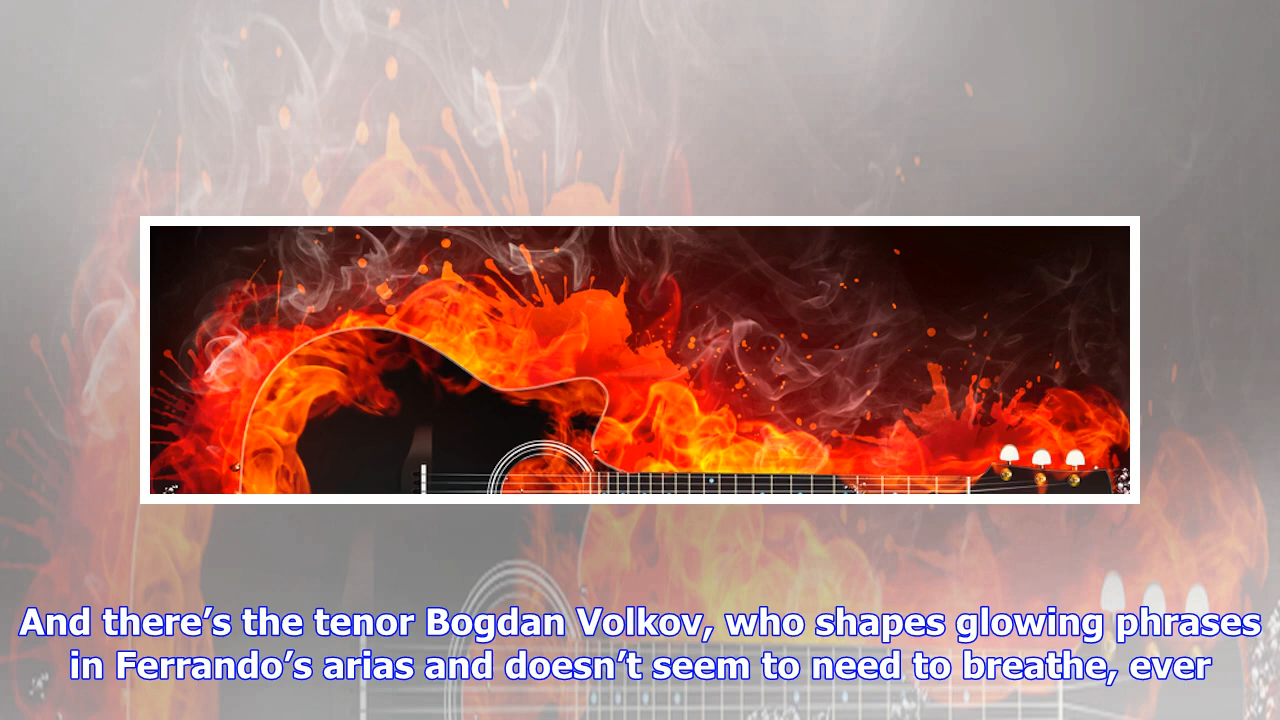 And there’s the tenor Bogdan Volkov, who shapes glowing phrases
in Ferrando’s arias and doesn’t seem to need to breathe, ever